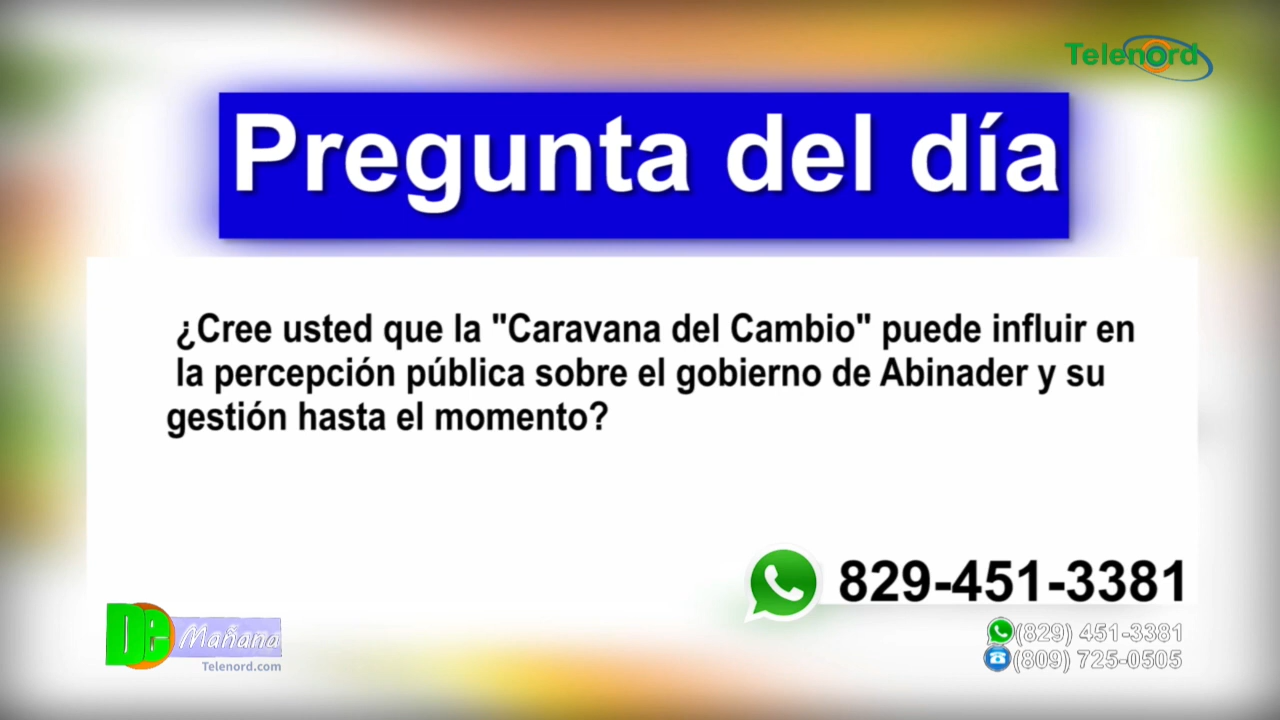 Telenord
Pregunta del día
¿Cree usted que la "Caravana del Cambio" puede influir en
la percepción pública sobre el gobierno de Abinader y su
gestión hasta el momento?
829-451-3381
De Mañana
Telenord.com
(829) 451-3381
(809) 725-0505